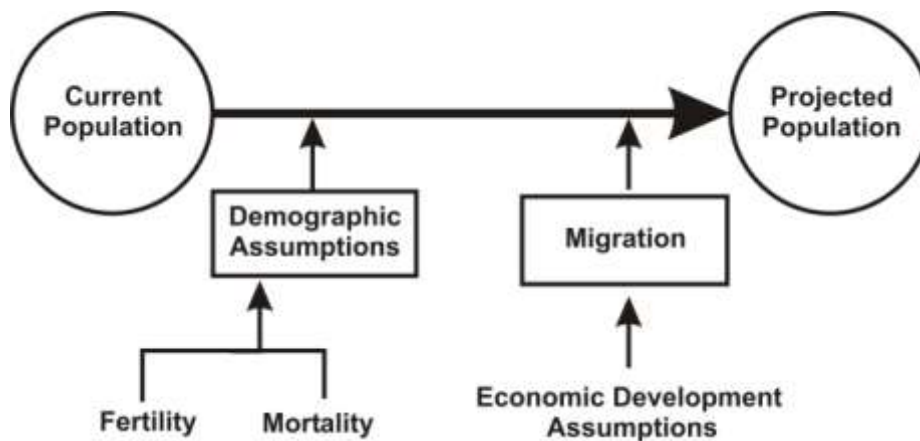 Current
Population
Projected
Population
Demographic
Assumptions
Migration
Fertility
Mortality
Economic Development
Assumptions